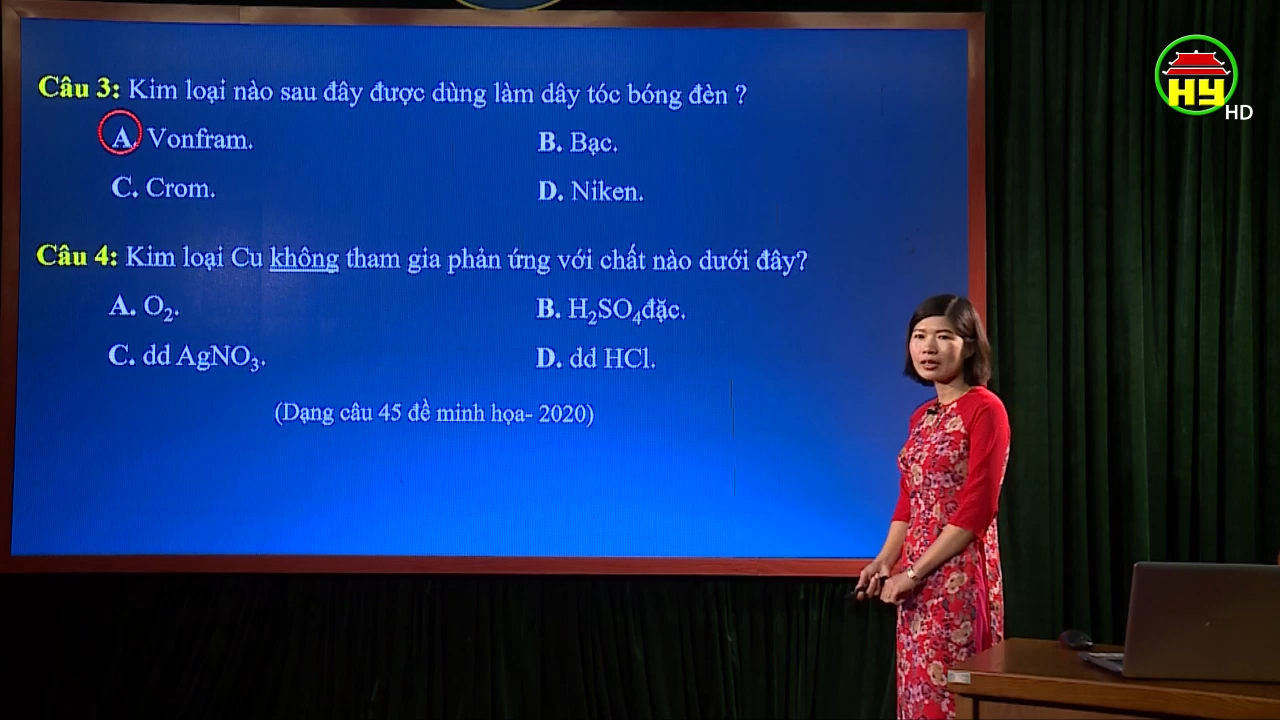 Câu 3: Kim loại nào sau đây được dùng làm dây tóc bóng đèn ?
A. Vonfram. B. Bạc.
C. Crom. D. Niken.
Câu 4: Kim loại Cu không tham gia phản ứng với chất nào dưới đây?
A. O₂. B. H₂SO₄đặc.
C. dd AgNO₃. D. dd HCl.
(Dạng câu 45 đề minh họa- 2020)
HY
HD